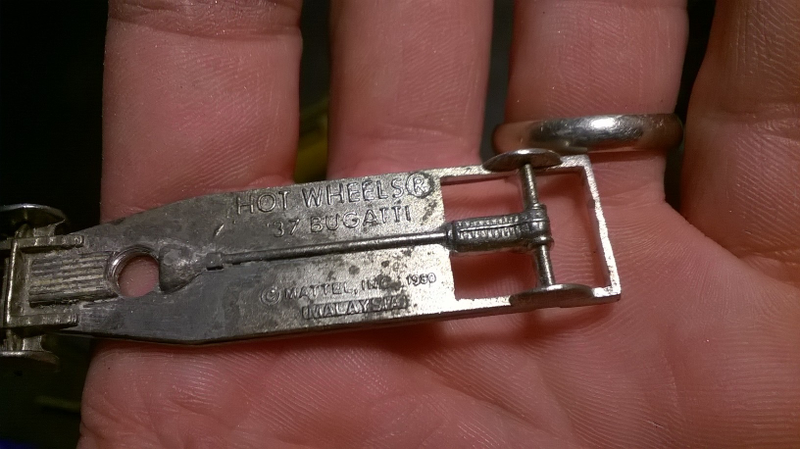 HOT WHEELS®
'37 BUGATTI
© MATTEL, INC. 1980
MALAYSIA